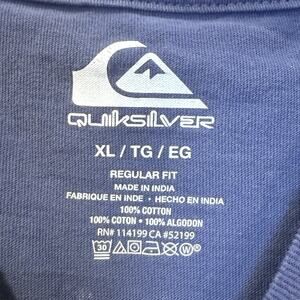 QUIKSILVER
XL / TG / EG
REGULAR FIT
MADE IN INDIA
FABRIQUE EN INDE • HECHO EN INDIA
100% COTTON
100% COTON • 100% ALGODON
RN# 114199 CA #52199
30 W